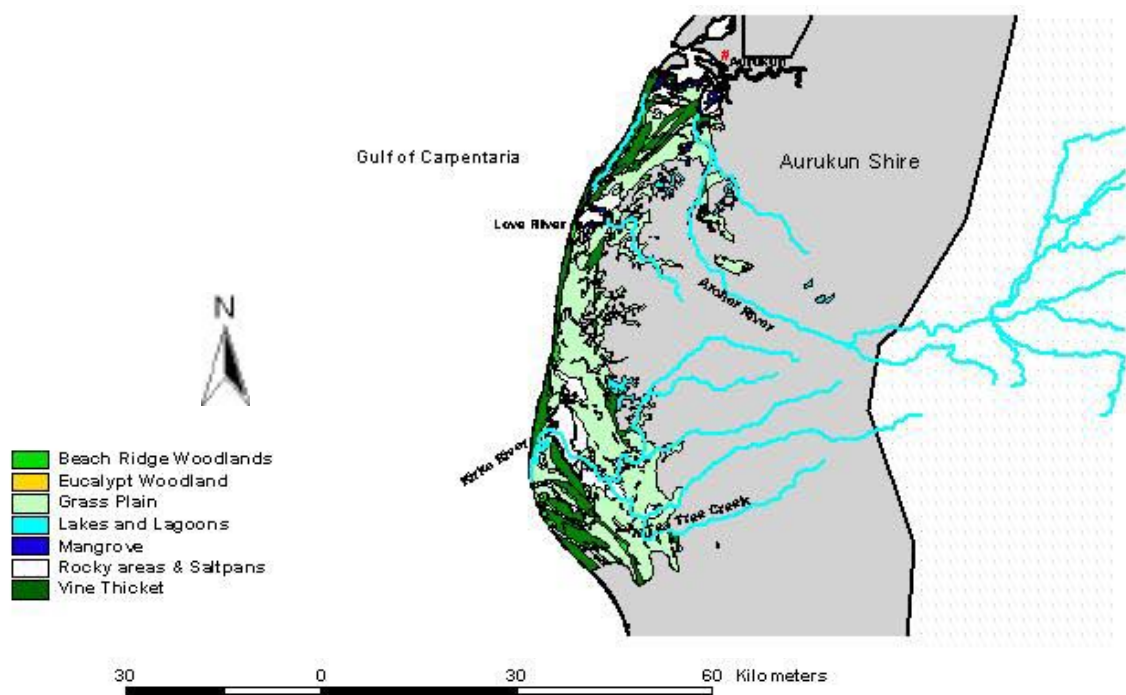 #
Aurukun
Gulf of Carpentaria
Aurukun Shire
Love River
Archer River
N
Kirke River
Tree Creek
Beach Ridge Woodlands
Eucalypt Woodland
Grass Plain
Lakes and Lagoons
Mangrove
Rocky areas & Saltpans
Vine Thicket
30 0 30 60 Kilometers